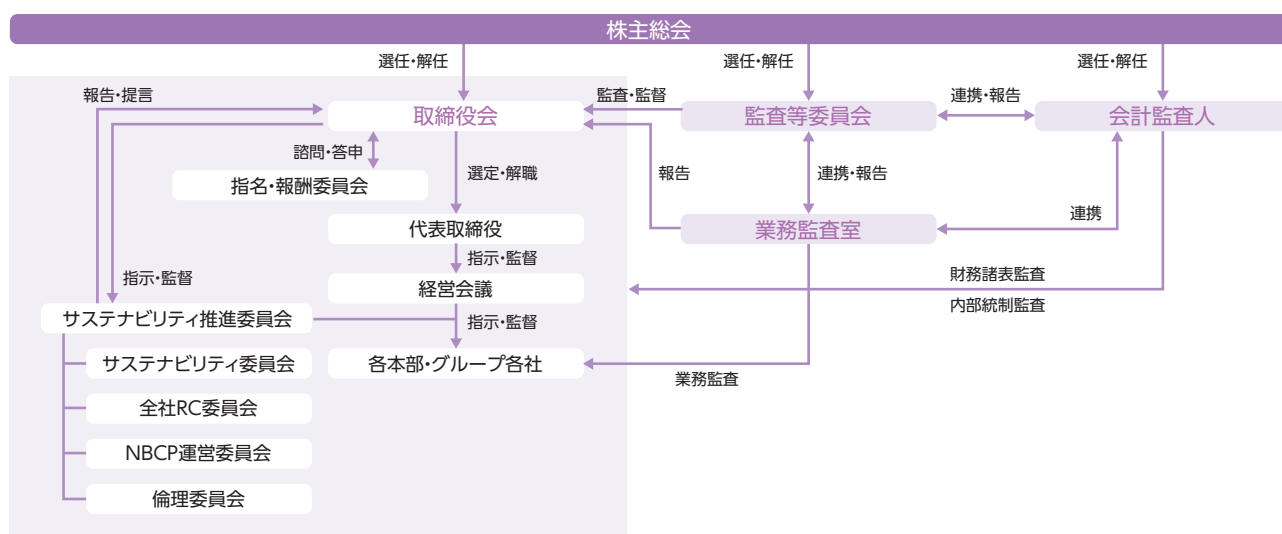 株主総会
選任・解任
選任・解任
選任・解任
報告・提言
取締役会
監査・監督
監査等委員会
連携・報告
会計監査人
諮問・答申
指名・報酬委員会
選定・解職
報告
連携・報告
代表取締役
業務監査室
連携
指示・監督
指示・監督
経営会議
財務諸表監査
内部統制監査
サステナビリティ推進委員会
指示・監督
サステナビリティ委員会
各本部・グループ各社
業務監査
全社RC委員会
NBCP運営委員会
倫理委員会